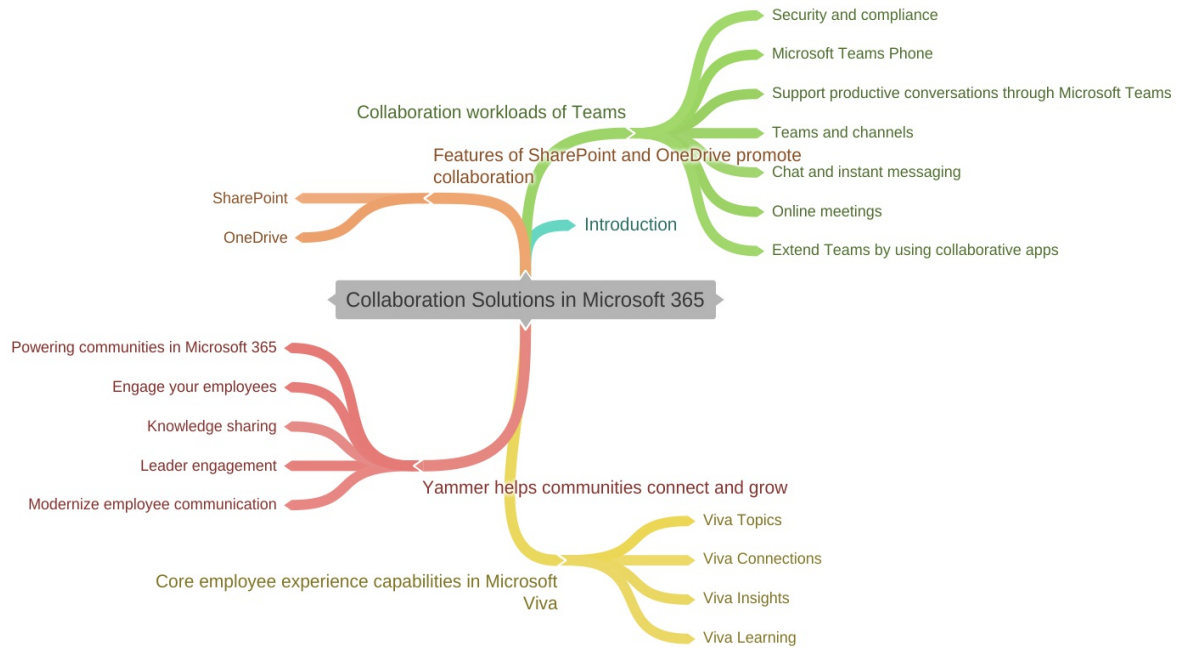 Security and compliance
Microsoft Teams Phone
Support productive conversations through Microsoft Teams
Collaboration workloads of Teams
Teams and channels
Features of SharePoint and OneDrive promote
collaboration
Chat and instant messaging
SharePoint
Online meetings
Introduction
OneDrive
Extend Teams by using collaborative apps
Collaboration Solutions in Microsoft 365
Powering communities in Microsoft 365
Engage your employees
Knowledge sharing
Leader engagement
Yammer helps communities connect and grow
Modernize employee communication
Viva Topics
Viva Connections
Core employee experience capabilities in Microsoft
Viva
Viva Insights
Viva Learning